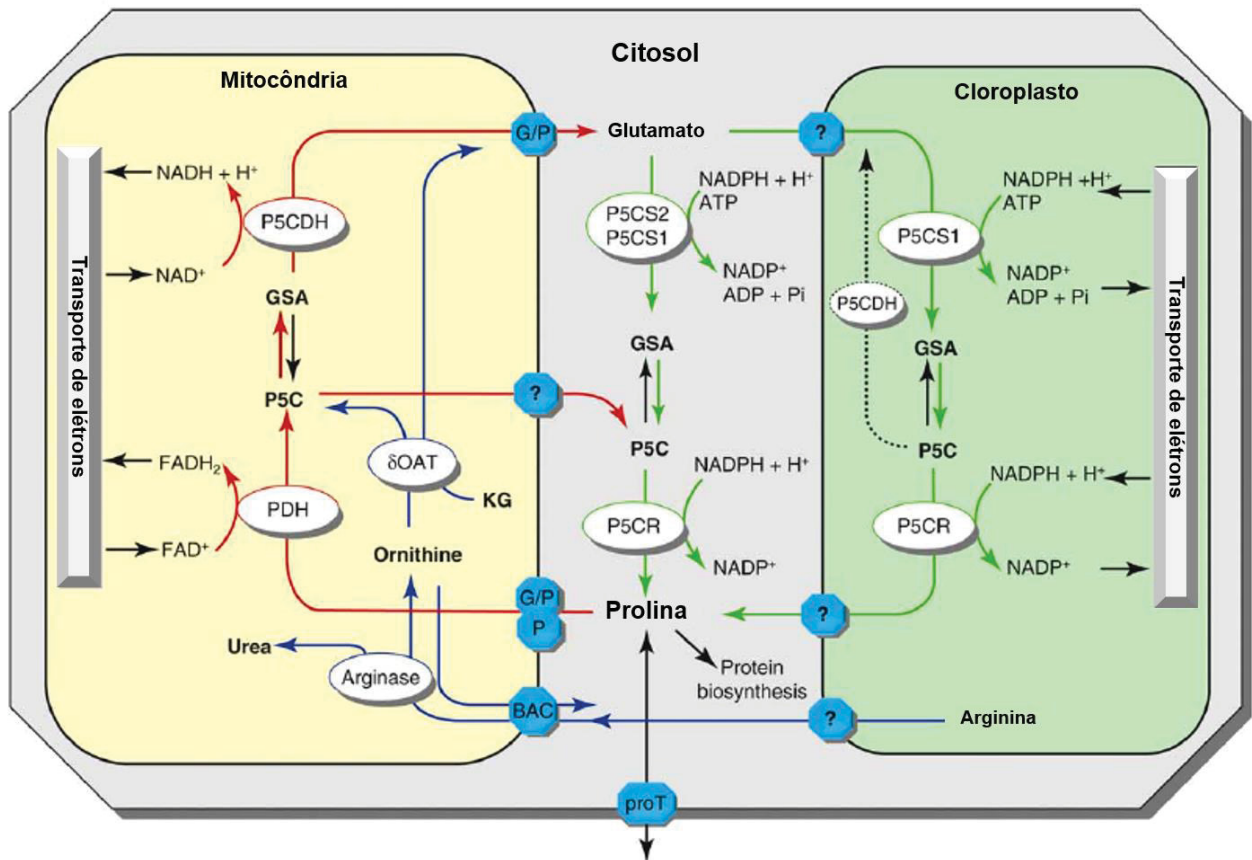 Citosol
Mitocôndria
Transporte de elétrons
NADH + H⁺
NAD⁺
P5CDH
GSA
P5C
FADH₂
FAD⁺
PDH
δOAT
KG
Ornithine
Urea
Arginase
G/P
?
G/P
P
BAC
Glutamato
P5CS2
P5CS1
NADPH + H⁺
ATP
NADP⁺
ADP + Pi
GSA
P5C
NADPH + H⁺
P5CR
NADP⁺
Prolina
Protein
biosynthesis
proT
Cloroplasto
?
?
?
P5CDH
P5CS1
NADPH +H⁺
ATP
NADP⁺
ADP + Pi
GSA
P5C
NADPH + H⁺
P5CR
NADP⁺
Arginina
Transporte de elétrons